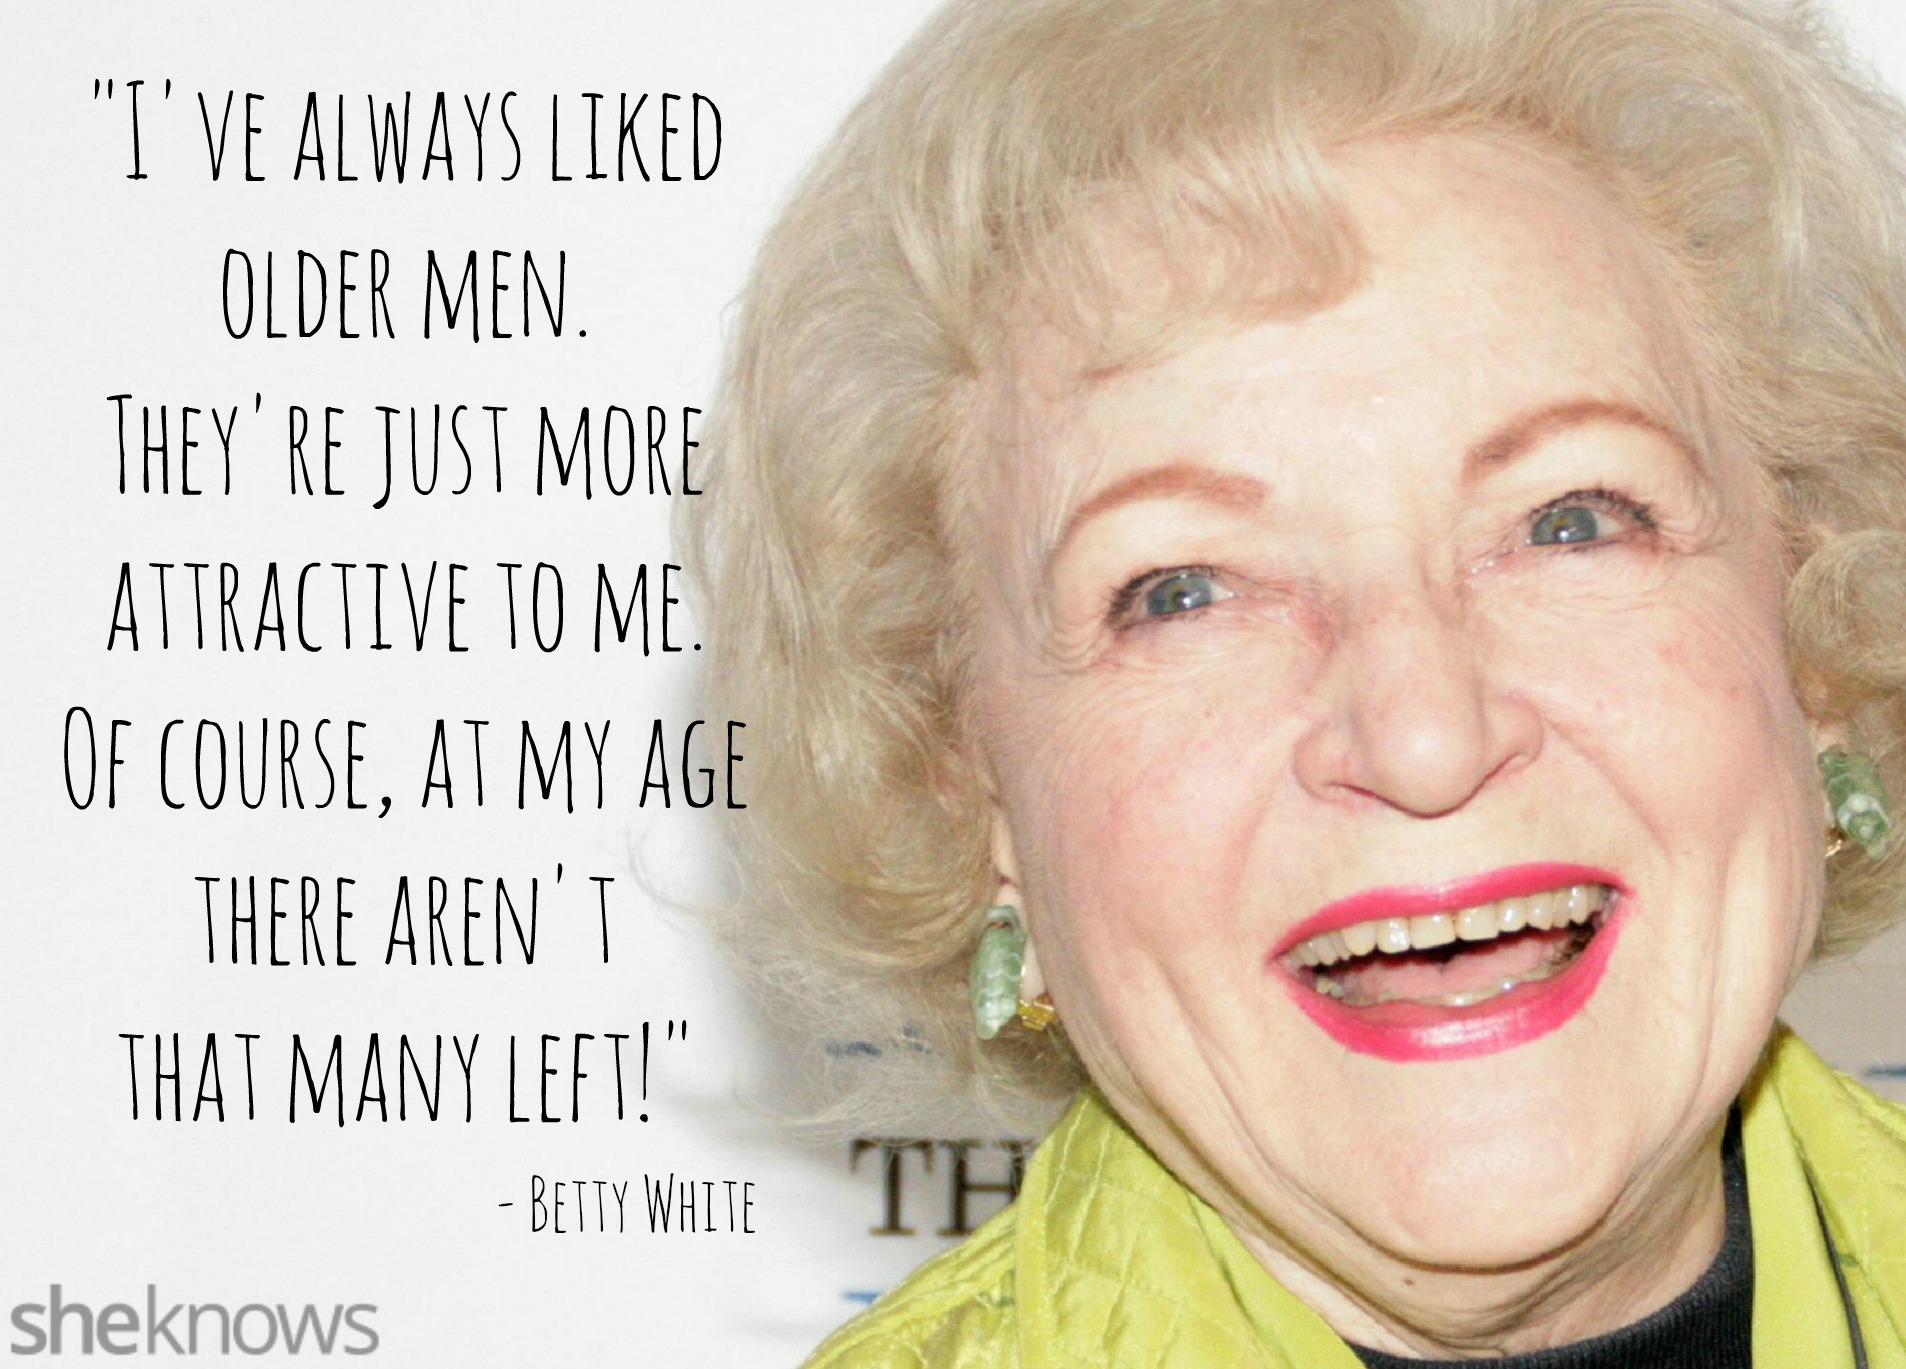 "I've always liked
older men.
They're just more
attractive to me.
Of course, at my age
there aren't
that many left!"
- Betty White
TH
sheknows